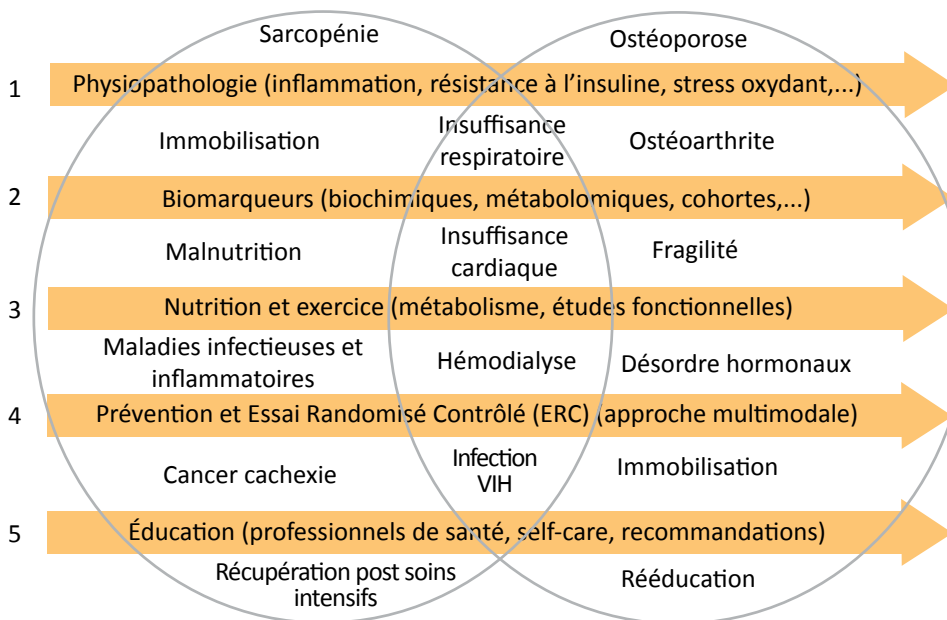 Sarcopénie
Ostéoporose
1
Physiopathologie (inflammation, résistance à l’insuline, stress oxydant,...)
Immobilisation
Insuffisance
respiratoire
Ostéoarthrite
2
Biomarqueurs (biochimiques, métabolomiques, cohortes,...)
Malnutrition
Insuffisance
cardiaque
Fragilité
3
Nutrition et exercice (métabolisme, études fonctionnelles)
Maladies infectieuses et
inflammatoires
Hémodialyse
Désordre hormonaux
4
Prévention et Essai Randomisé Contrôlé (ERC) (approche multimodale)
Cancer cachexie
Infection
VIH
Immobilisation
5
Éducation (professionnels de santé, self-care, recommandations)
Récupération post soins
intensifs
Rééducation